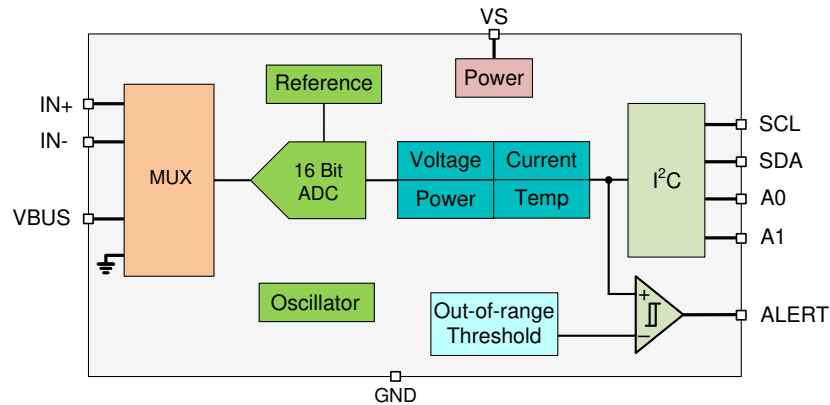 VS
Power
Reference
IN+
IN-
VBUS
MUX
16 Bit
ADC
Voltage
Current
Power
Temp
I²C
SCL
SDA
A0
A1
Oscillator
Out-of-range
Threshold
+
−
ALERT
GND